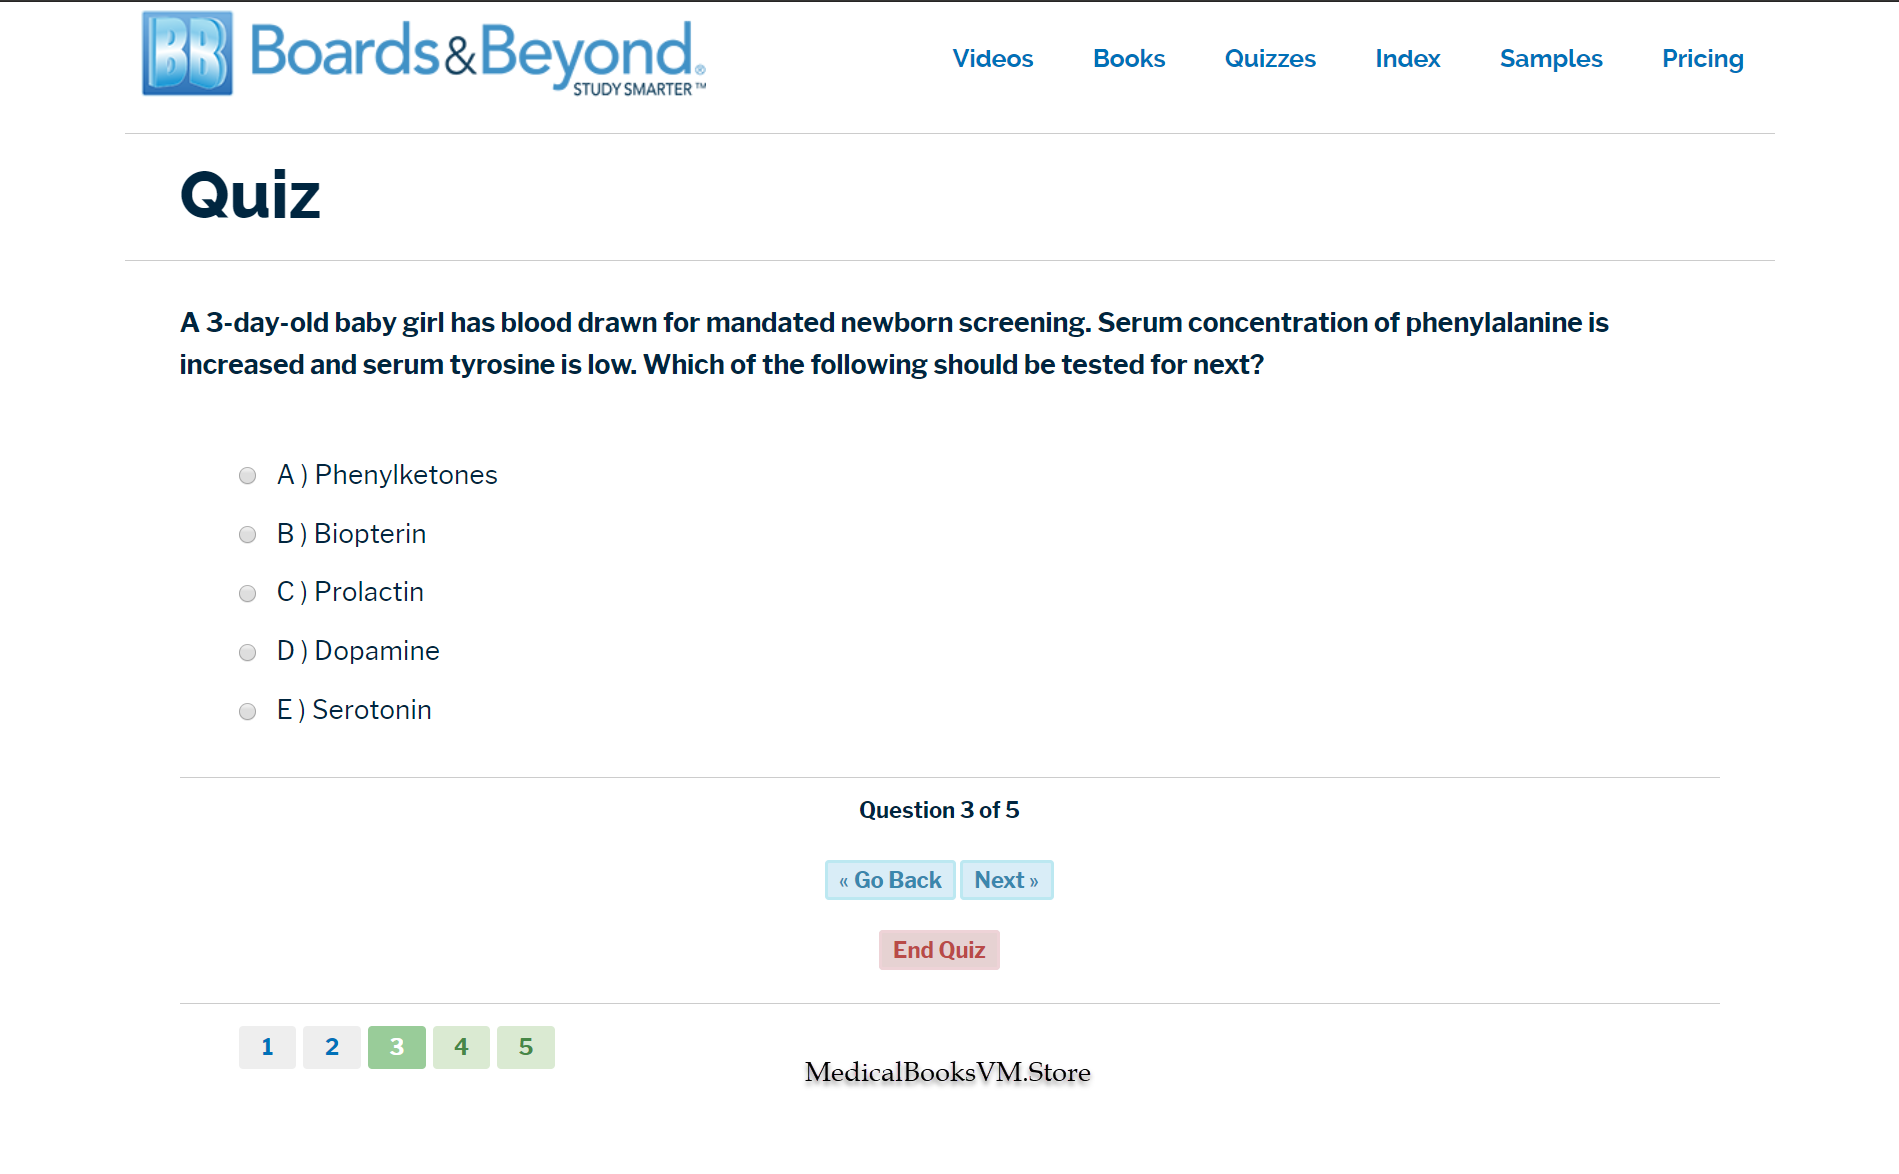 BB Boards&Beyond®
STUDY SMARTER™
Videos Books Quizzes Index Samples Pricing
Quiz
A 3-day-old baby girl has blood drawn for mandated newborn screening. Serum concentration of phenylalanine is
increased and serum tyrosine is low. Which of the following should be tested for next?
A ) Phenylketones
B ) Biopterin
C ) Prolactin
D ) Dopamine
E ) Serotonin
Question 3 of 5
« Go Back Next »
End Quiz
1 2 3 4 5
MedicalBooksVM.Store